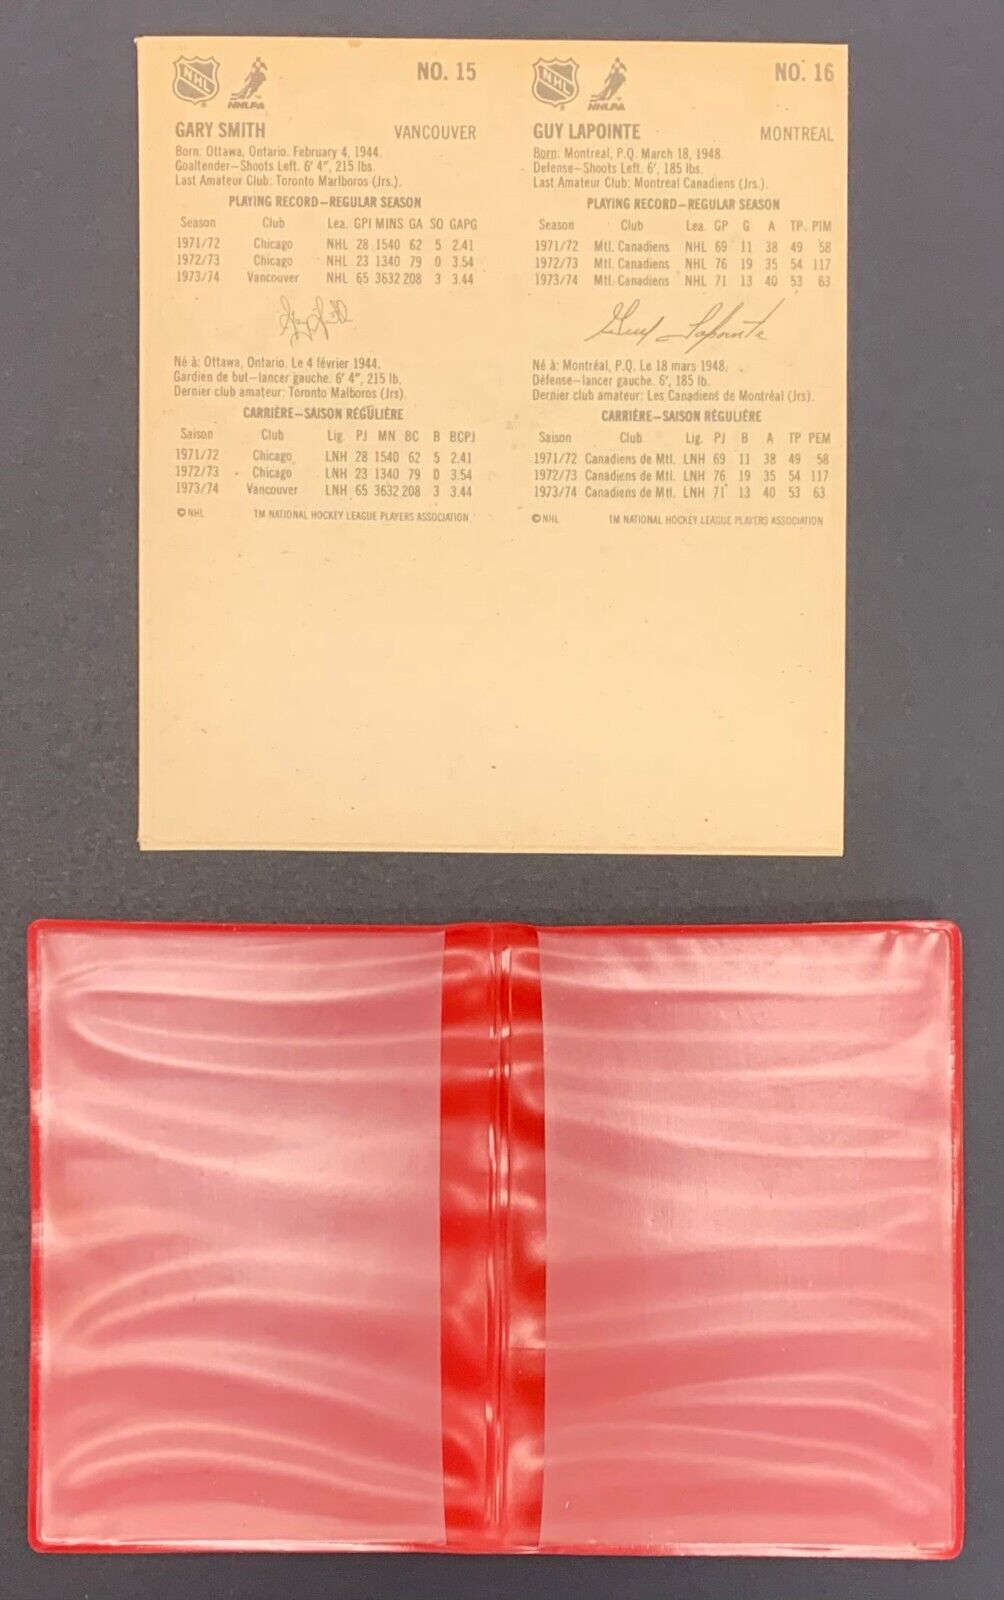 NHL
NHLPA
NO. 15
GARY SMITH VANCOUVER
Born: Ottawa, Ontario. February 4, 1944.
Goaltender—Shoots Left. 6' 4", 215 lbs.
Last Amateur Club: Toronto Marlboros (Jrs.).
PLAYING RECORD—REGULAR SEASON
Season Club Lea. GPI MINS GA SO GAPG
1971/72 Chicago NHL 28 1540 62 5 2.41
1972/73 Chicago NHL 23 1340 79 0 3.54
1973/74 Vancouver NHL 65 3632 208 3 3.44
Gary Smith
Né à: Ottawa, Ontario. Le 4 février 1944.
Gardien de but—lancer gauche. 6' 4", 215 lb.
Dernier club amateur: Toronto Malboros (Jrs).
CARRIÈRE—SAISON RÉGULIÈRE
Saison Club Lig. PJ MN BC B BCPJ
1971/72 Chicago LNH 28 1540 62 5 2.41
1972/73 Chicago LNH 23 1340 79 0 3.54
1973/74 Vancouver LNH 65 3632 208 3 3.44
©NHL TM NATIONAL HOCKEY LEAGUE PLAYERS ASSOCIATION
NHL
NHLPA
NO. 16
GUY LAPOINTE MONTREAL
Born: Montreal, P.Q. March 18, 1948.
Defense—Shoots Left. 6', 185 lbs.
Last Amateur Club: Montreal Canadiens (Jrs.).
PLAYING RECORD—REGULAR SEASON
Season Club Lea. GP G A TP. PIM
1971/72 Mtl. Canadiens NHL 69 11 38 49 58
1972/73 Mtl. Canadiens NHL 76 19 35 54 117
1973/74 Mtl. Canadiens NHL 71 13 40 53 63
Guy Lapointe
Né à: Montréal, P.Q. Le 18 mars 1948.
Défense—lancer gauche. 6', 185 lb.
Dernier club amateur: Les Canadiens de Montréal (Jrs).
CARRIÈRE—SAISON RÉGULIÈRE
Saison Club Lig. PJ B A TP PEM
1971/72 Canadiens de Mtl. LNH 69 11 38 49 58
1972/73 Canadiens de Mtl. LNH 76 19 35 54 117
1973/74 Canadiens de Mtl. LNH 71 13 40 53 63
©NHL TM NATIONAL HOCKEY LEAGUE PLAYERS ASSOCIATION